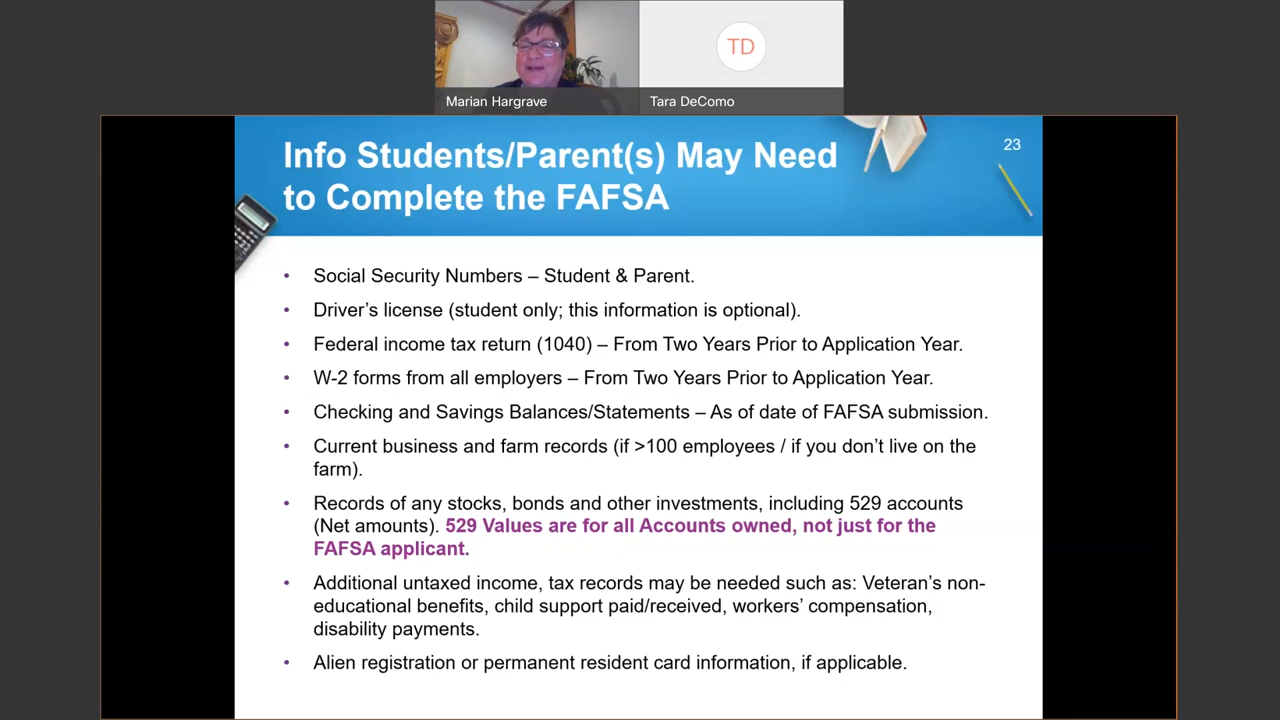 Marian Hargrave
TD
Tara DeComo
Info Students/Parent(s) May Need
to Complete the FAFSA
23
• Social Security Numbers – Student & Parent.
• Driver’s license (student only; this information is optional).
• Federal income tax return (1040) – From Two Years Prior to Application Year.
• W-2 forms from all employers – From Two Years Prior to Application Year.
• Checking and Savings Balances/Statements – As of date of FAFSA submission.
• Current business and farm records (if >100 employees / if you don’t live on the
farm).
• Records of any stocks, bonds and other investments, including 529 accounts
(Net amounts). 529 Values are for all Accounts owned, not just for the
FAFSA applicant.
• Additional untaxed income, tax records may be needed such as: Veteran’s non-
educational benefits, child support paid/received, workers’ compensation,
disability payments.
• Alien registration or permanent resident card information, if applicable.